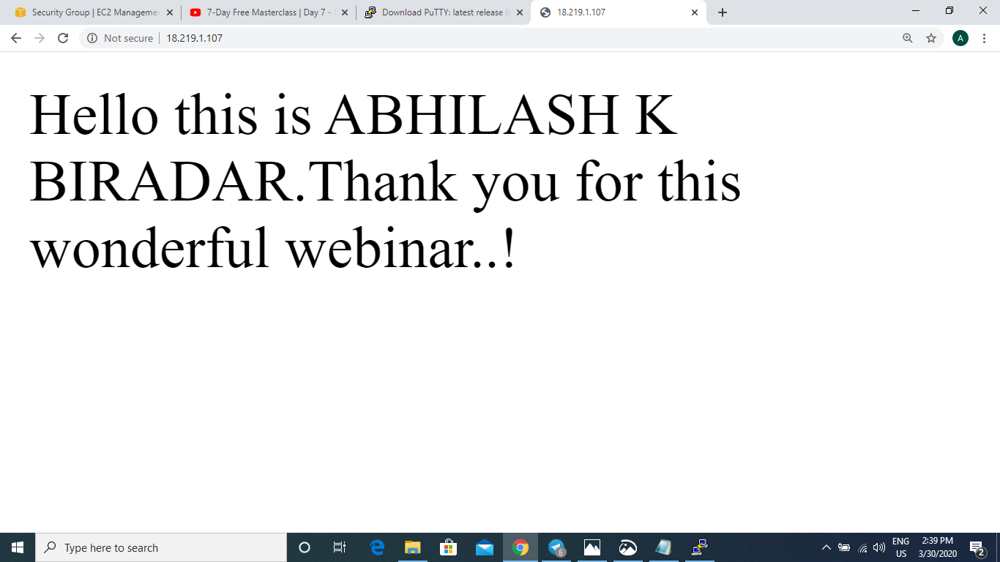 Security Group | EC2 Managemen
7-Day Free Masterclass | Day 7 -
Download PuTTY: latest release (
18.219.1.107
Not secure
18.219.1.107
A
Hello this is ABHILASH K
BIRADAR.Thank you for this
wonderful webinar..!
Type here to search
6
ENG
US
2:39 PM
3/30/2020
2